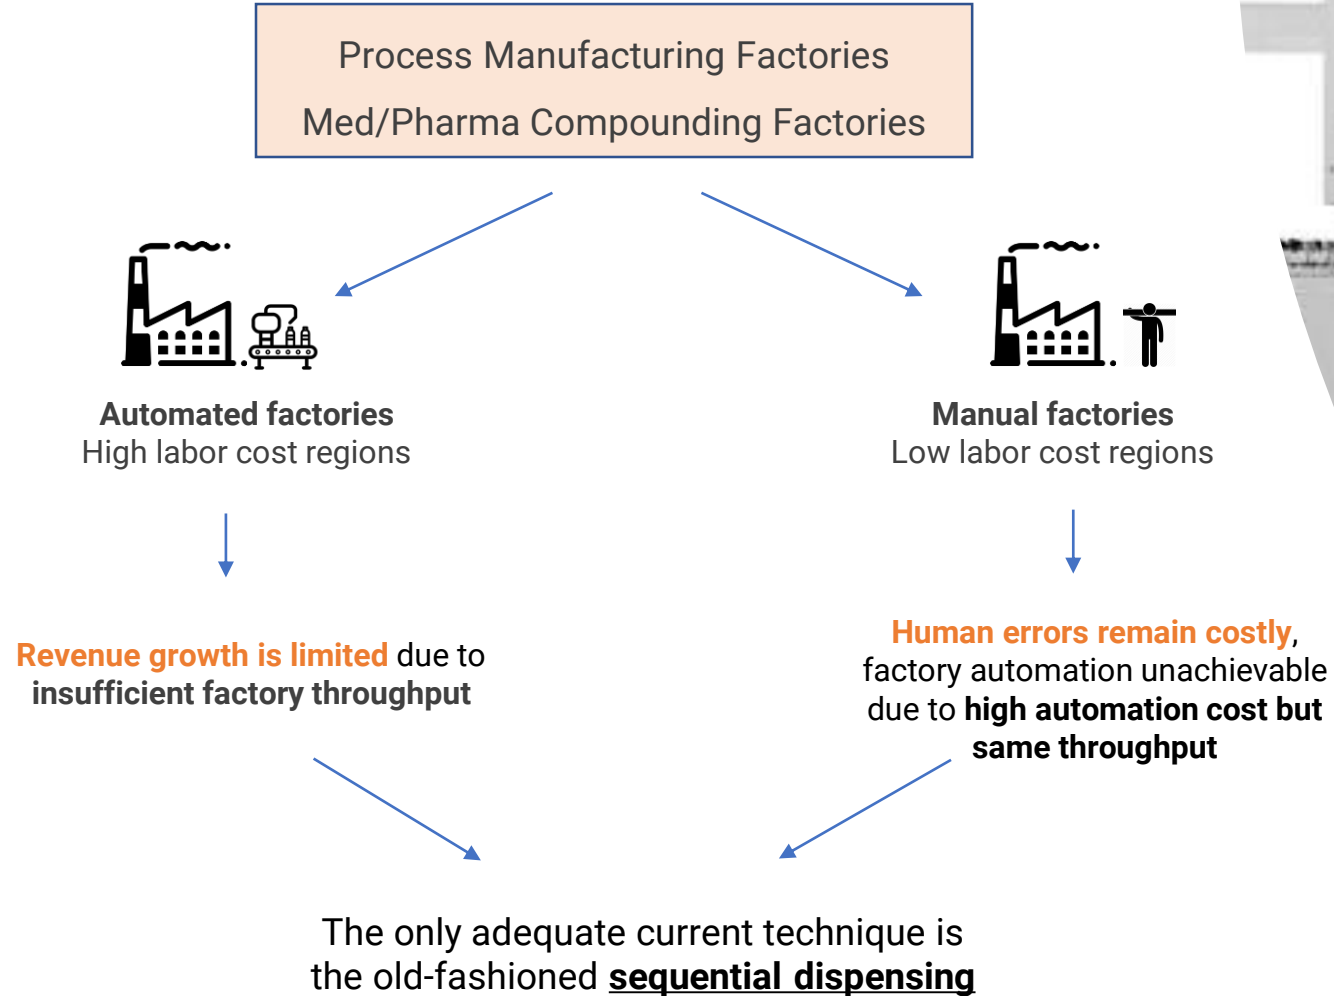 Process Manufacturing Factories
Med/Pharma Compounding Factories
Automated factories
High labor cost regions
Manual factories
Low labor cost regions
Revenue growth is limited due to
insufficient factory throughput
Human errors remain costly,
factory automation unachievable
due to high automation cost but
same throughput
The only adequate current technique is
the old-fashioned sequential dispensing